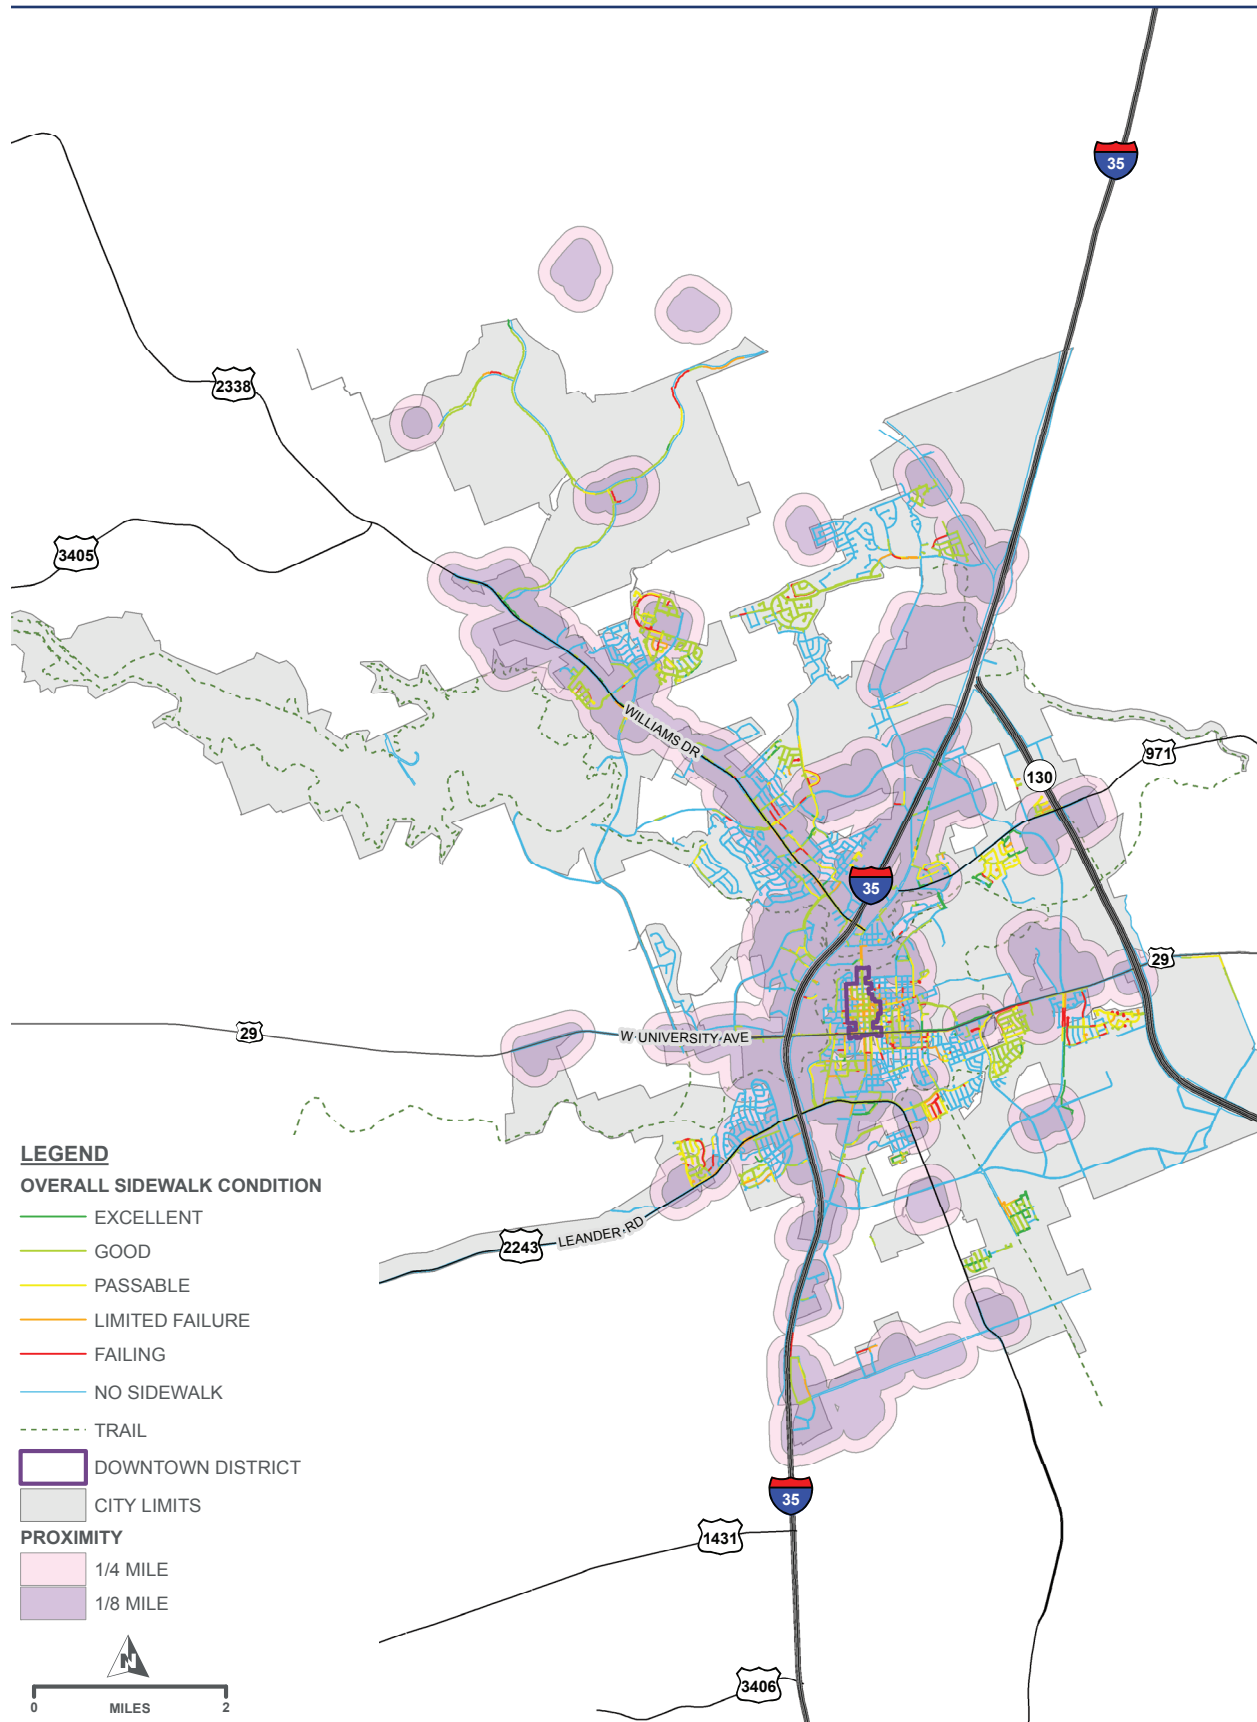 35
2338
3405
WILLIAMS DR
971
130
35
29
29
W UNIVERSITY AVE
LEGEND
OVERALL SIDEWALK CONDITION
EXCELLENT
GOOD
PASSABLE
LIMITED FAILURE
FAILING
NO SIDEWALK
TRAIL
DOWNTOWN DISTRICT
CITY LIMITS
PROXIMITY
1/4 MILE
1/8 MILE
2243
LEANDER RD
35
1431
3406
N
0 MILES 2